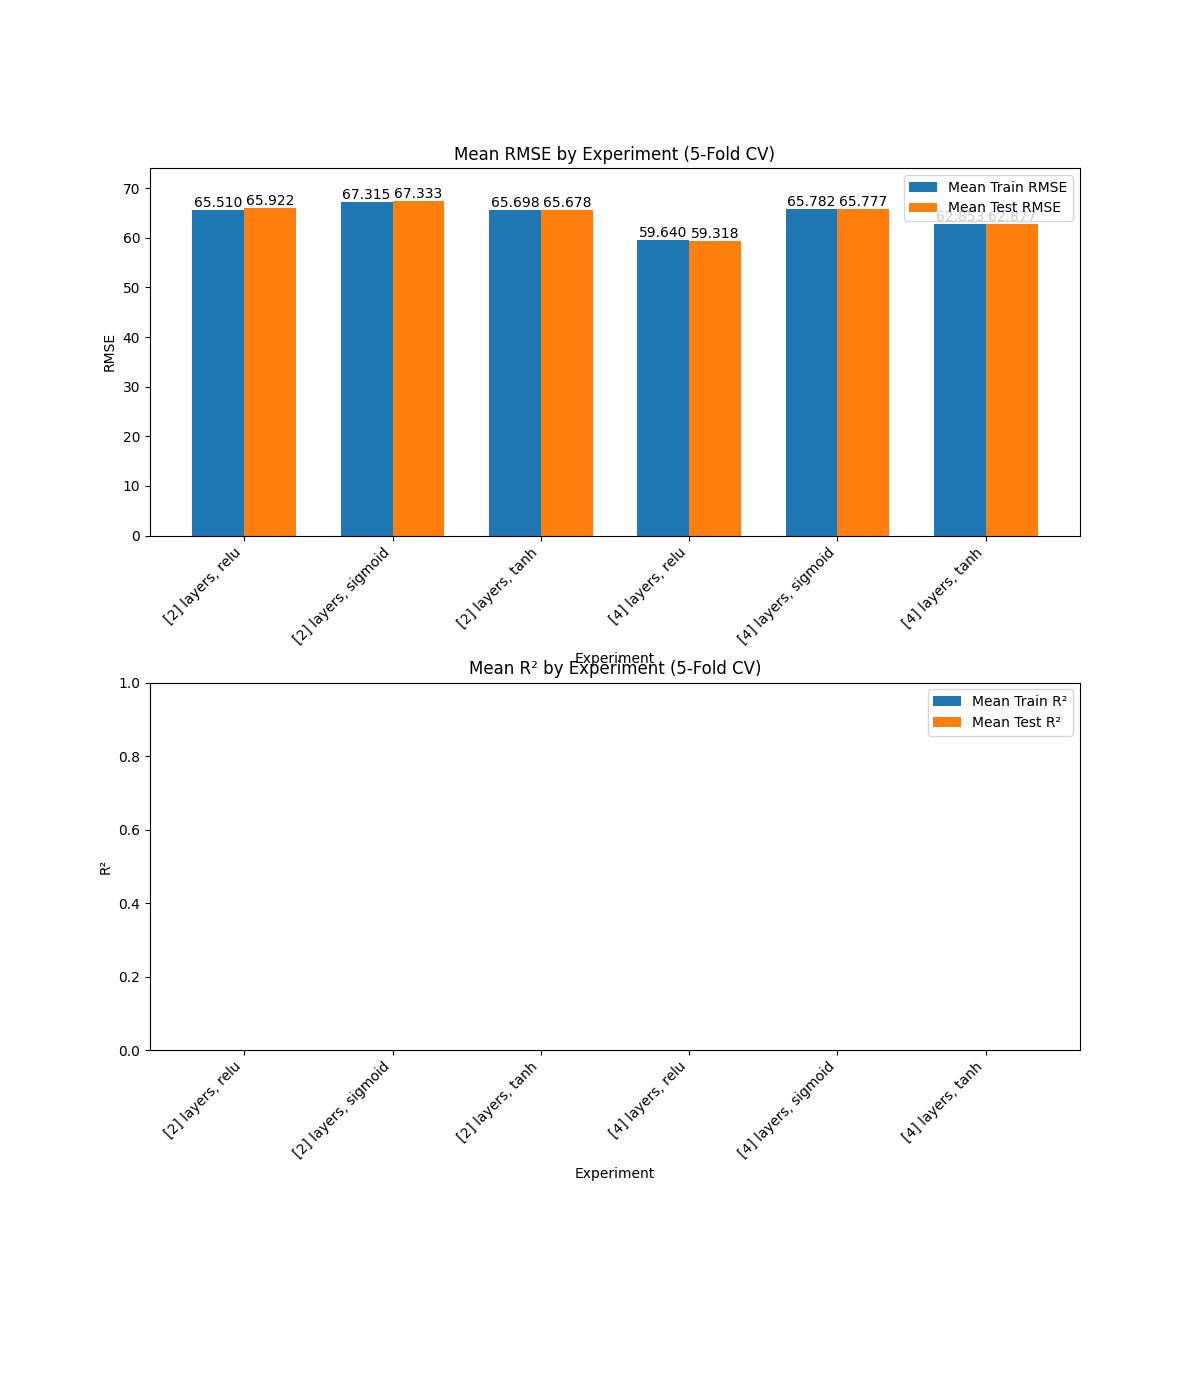 Mean RMSE by Experiment (5-Fold CV)
RMSE
70
60
50
40
30
20
10
0
65.510 65.922 67.315 67.333 65.698 65.678 59.640 59.318 65.782 65.777 62.853 62.877
Mean Train RMSE
Mean Test RMSE
[2] layers, relu
[2] layers, sigmoid
[2] layers, tanh
[4] layers, relu
[4] layers, sigmoid
[4] layers, tanh
Experiment
Mean R² by Experiment (5-Fold CV)
R²
1.0
0.8
0.6
0.4
0.2
0.0
Mean Train R²
Mean Test R²
[2] layers, relu
[2] layers, sigmoid
[2] layers, tanh
[4] layers, relu
[4] layers, sigmoid
[4] layers, tanh
Experiment